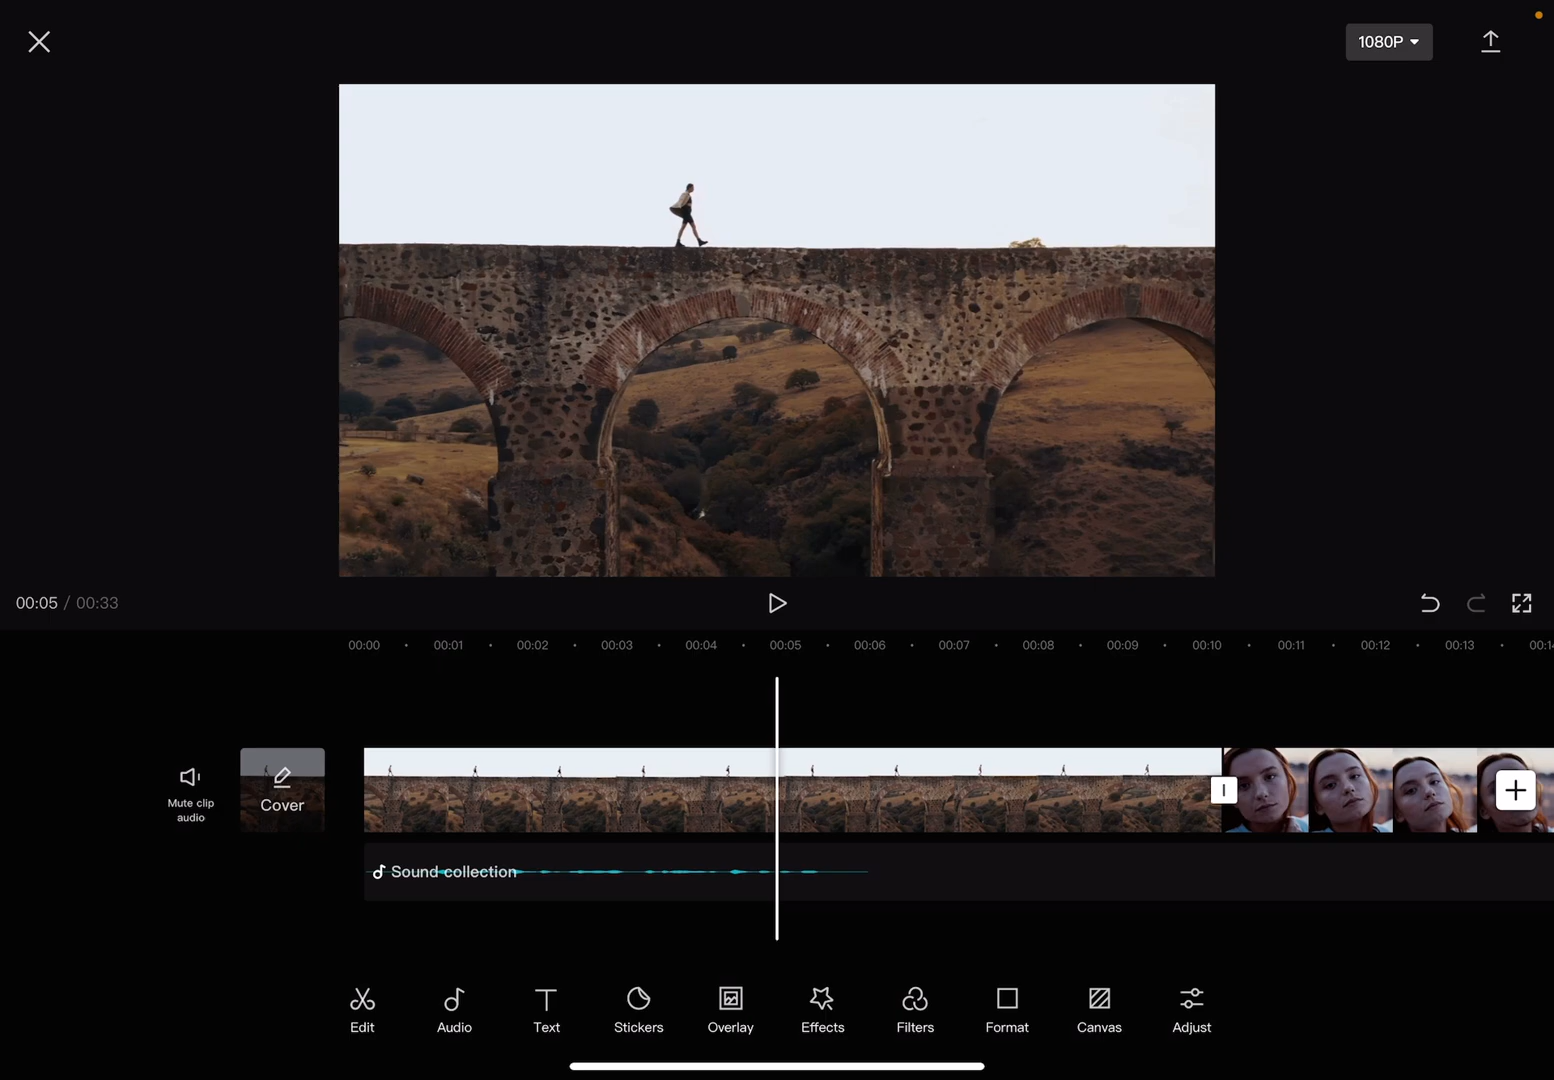 1080P
00:05 / 00:33
00:00 00:01 00:02 00:03 00:04 00:05 00:06 00:07 00:08 00:09 00:10 00:11 00:12 00:13
Mute clip
audio
Cover
Sound collection
Edit Audio Text Stickers Overlay Effects Filters Format Canvas Adjust